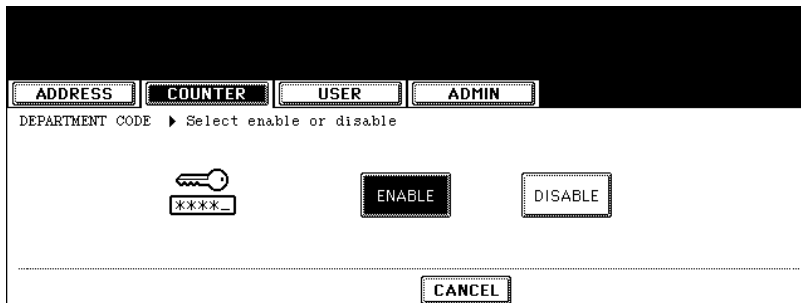 ADDRESS COUNTER USER ADMIN
DEPARTMENT CODE ▶ Select enable or disable
****_ ENABLE DISABLE
CANCEL